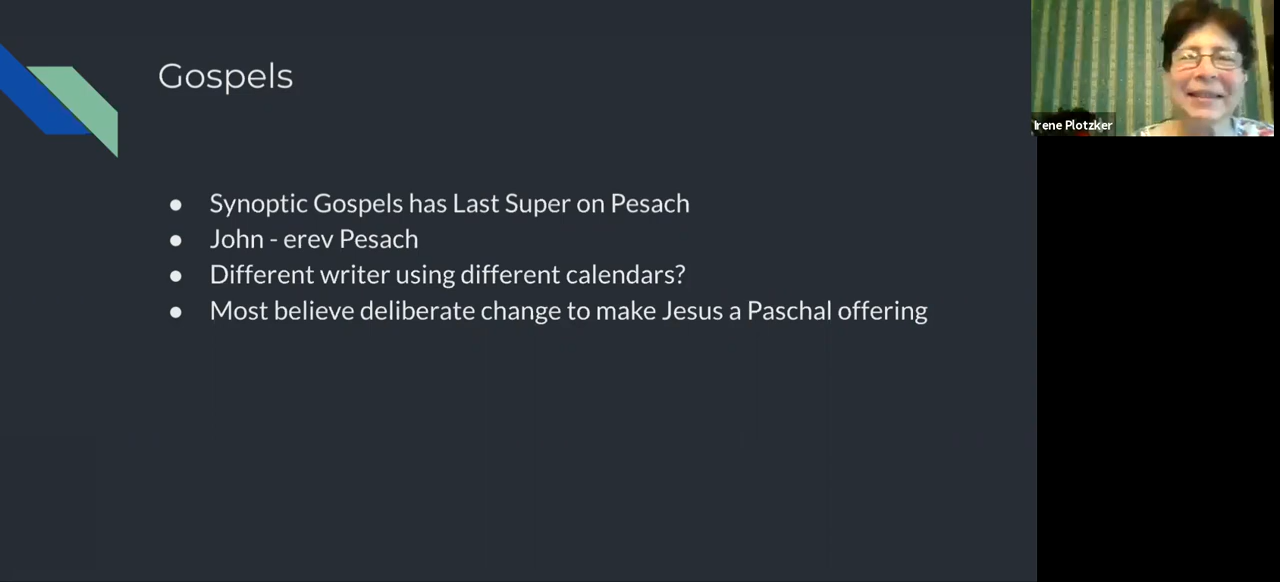 Gospels
Irene Plotzker
● Synoptic Gospels has Last Super on Pesach
● John - erev Pesach
● Different writer using different calendars?
● Most believe deliberate change to make Jesus a Paschal offering